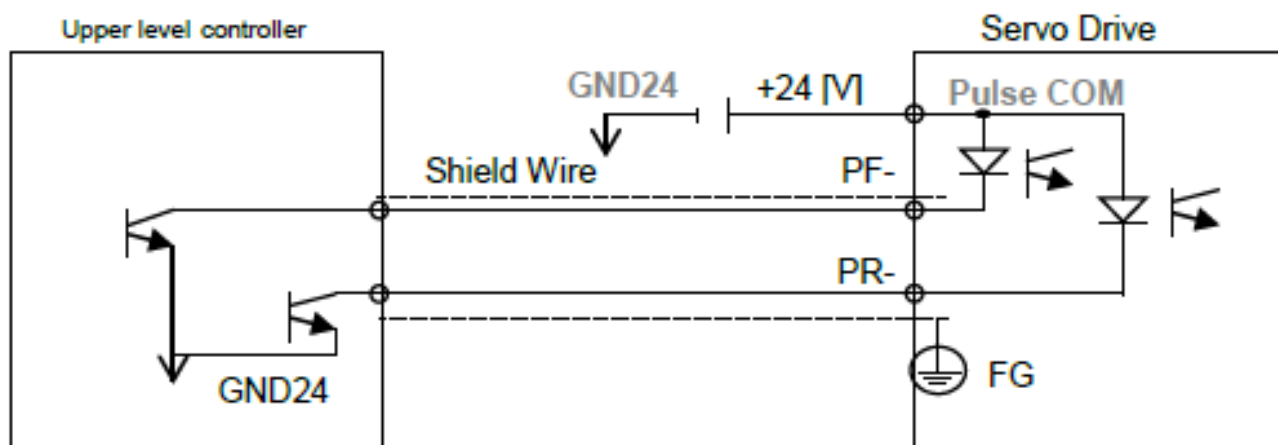 Upper level controller
Servo Drive
GND24
+24 [V]
Pulse COM
Shield Wire
PF-
PR-
GND24
FG